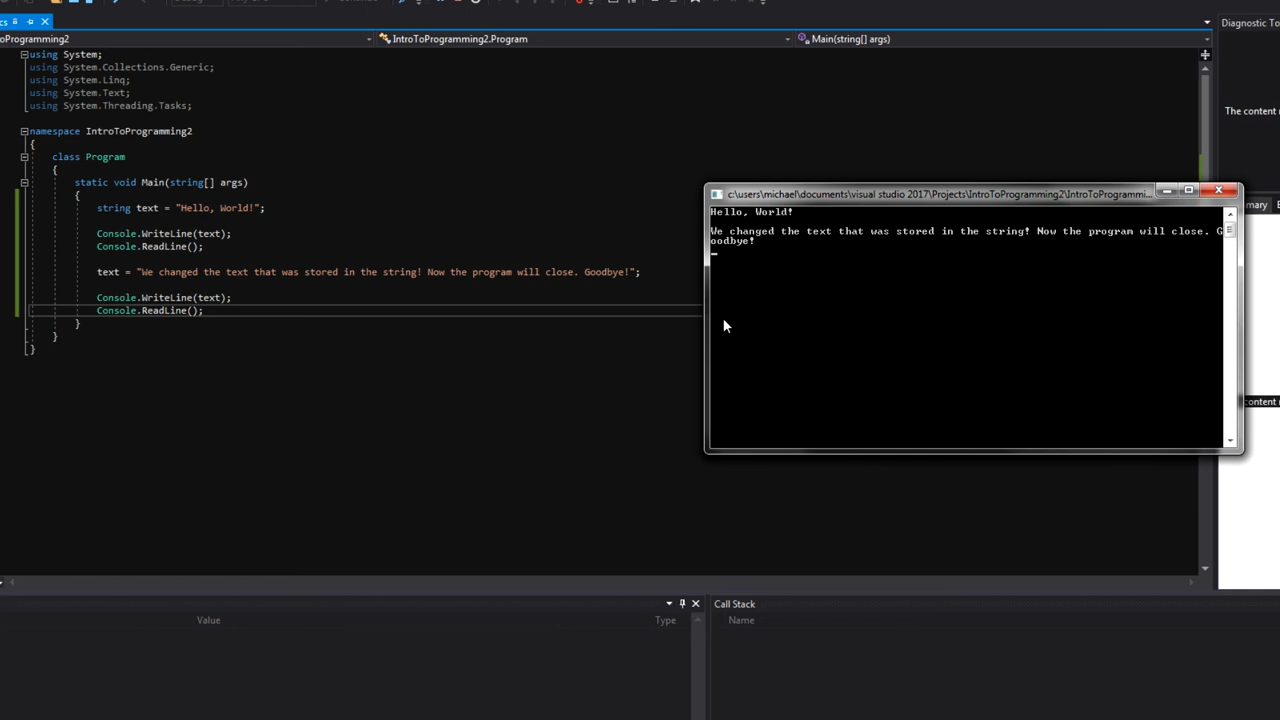 cs
Diagnostic To
oProgramming2
IntroToProgramming2.Program
Main(string[] args)
using System;
using System.Collections.Generic;
using System.Linq;
using System.Text;
using System.Threading.Tasks;
The content
namespace IntroToProgramming2
{
class Program
{
static void Main(string[] args)
{
string text = "Hello, World!";
Console.WriteLine(text);
Console.ReadLine();
text = "We changed the text that was stored in the string! Now the program will close. Goodbye!";
Console.WriteLine(text);
Console.ReadLine();
}
}
}
c:\users\michael\documents\visual studio 2017\Projects\IntroToProgramming2\IntroToProgrammi...
Hello, World!
We changed the text that was stored in the string! Now the program will close. G
oodbye!
mary
content
Value
Type
Call Stack
Name